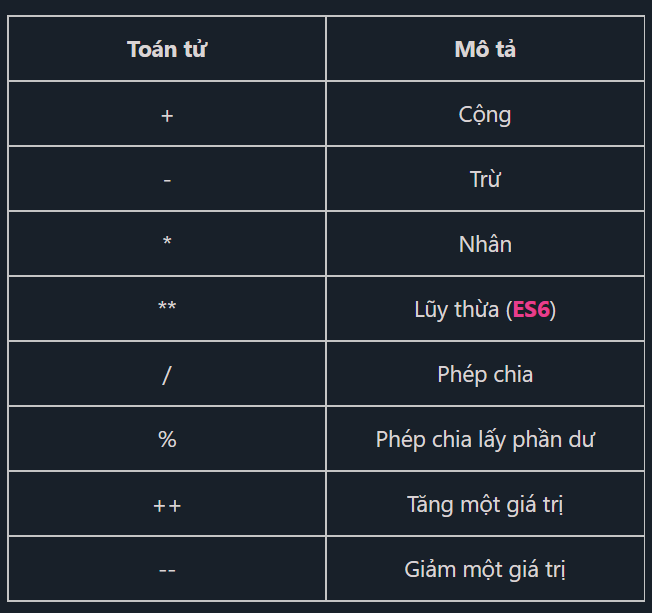 Toán tử Mô tả
+ Cộng
- Trừ
* Nhân
** Lũy thừa (ES6)
/ Phép chia
% Phép chia lấy phần dư
++ Tăng một giá trị
-- Giảm một giá trị